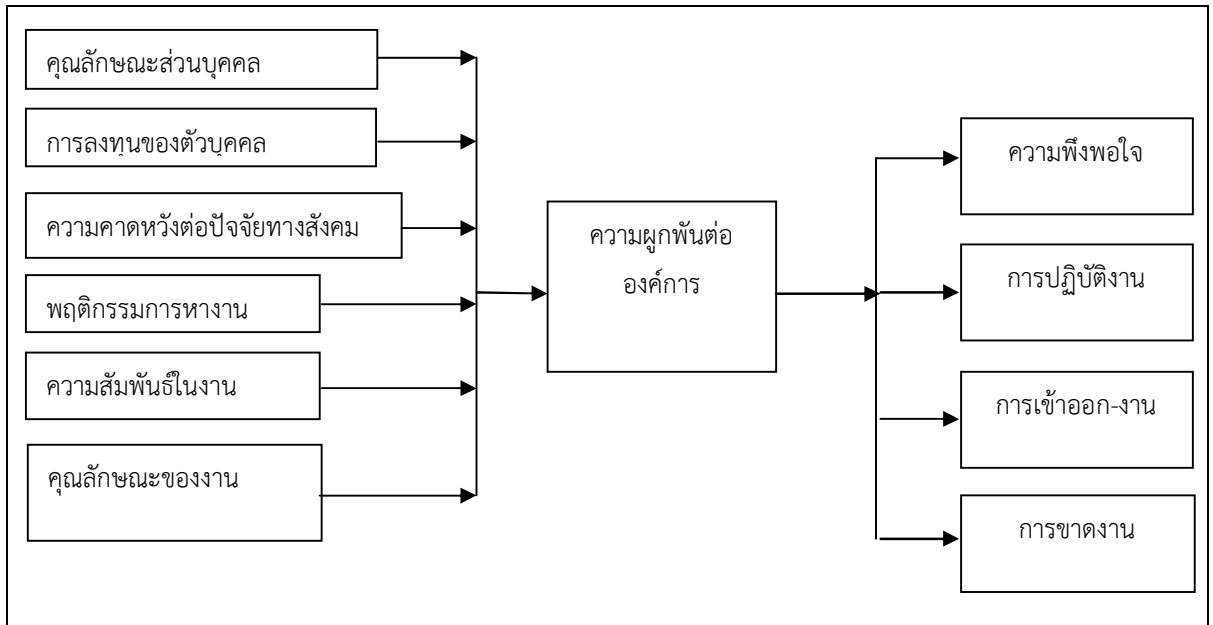 คุณลักษณะส่วนบุคคล
การลงทุนของตัวบุคคล
ความคาดหวังต่อปัจจัยทางสังคม
พฤติกรรมการหางาน
ความสัมพันธ์ในงาน
คุณลักษณะของงาน
ความผูกพันต่อ
องค์การ
ความพึงพอใจ
การปฏิบัติงาน
การเข้าออก-งาน
การขาดงาน